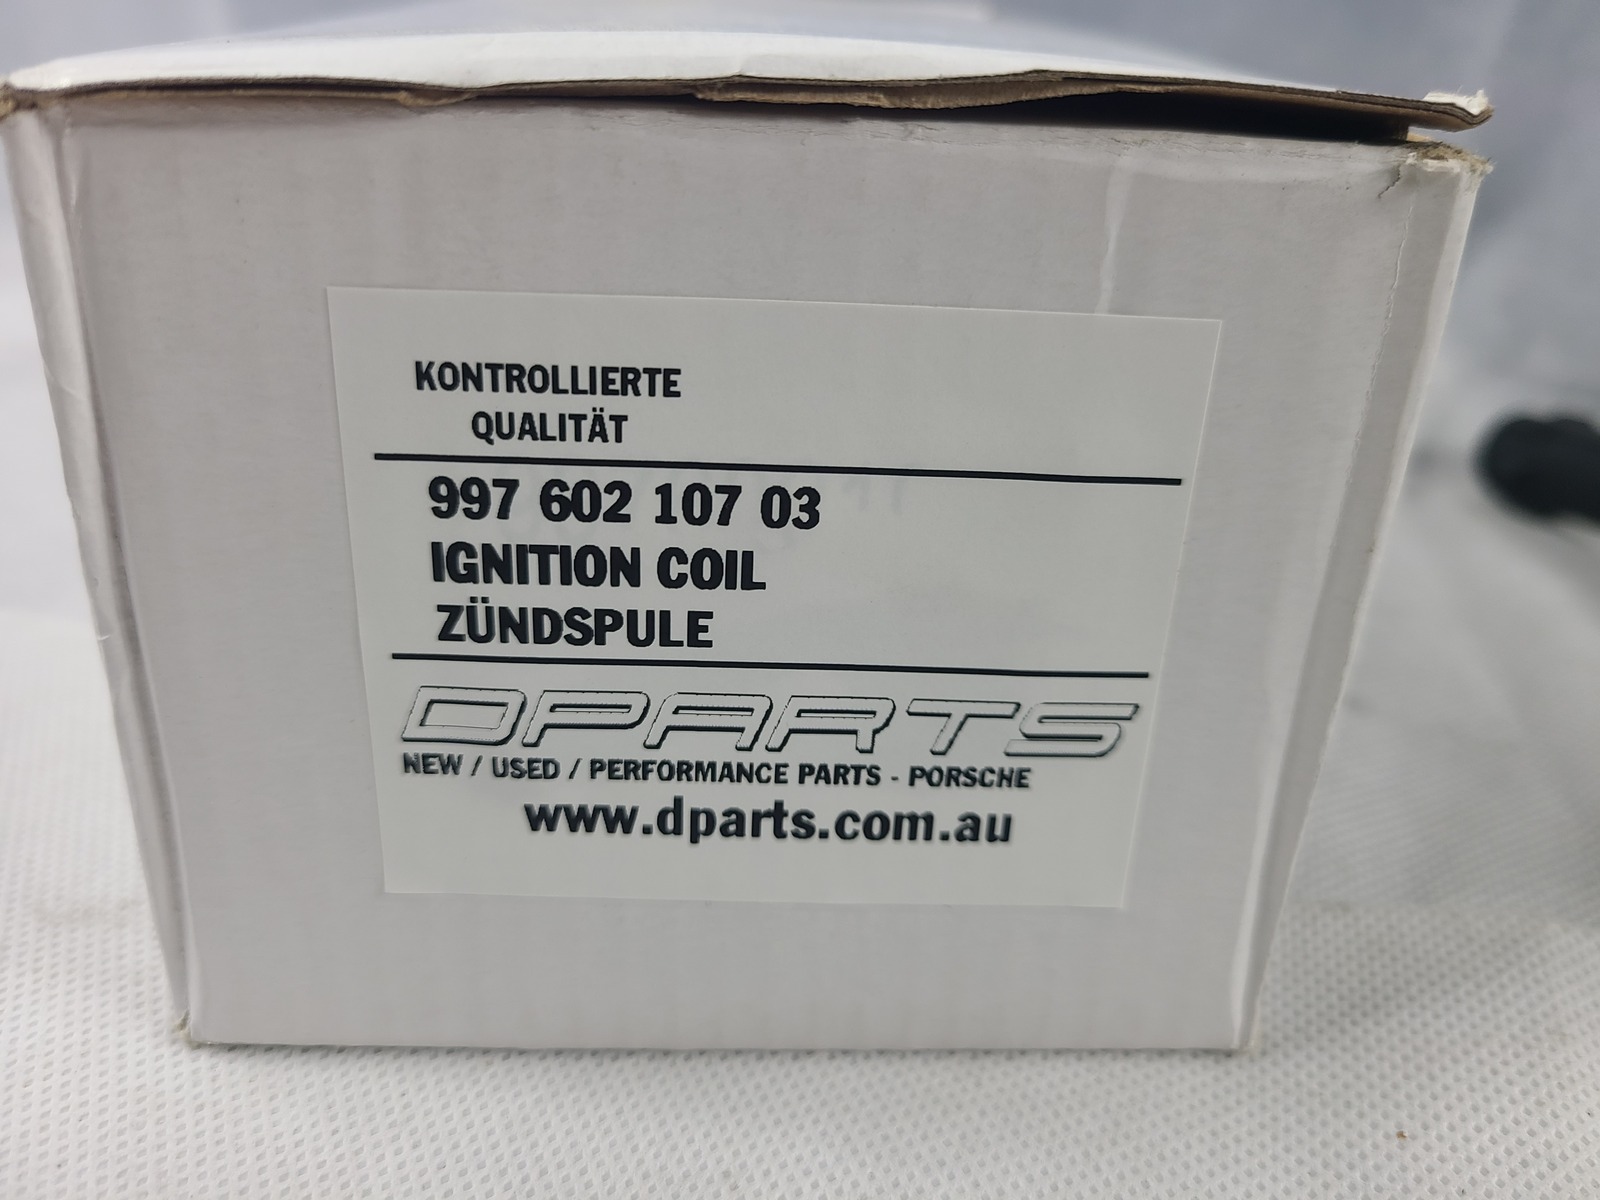 KONTROLLIERTE
QUALITÄT
997 602 107 03
IGNITION COIL
ZÜNDSPULE
DPARTS
NEW / USED / PERFORMANCE PARTS - PORSCHE
www.dparts.com.au